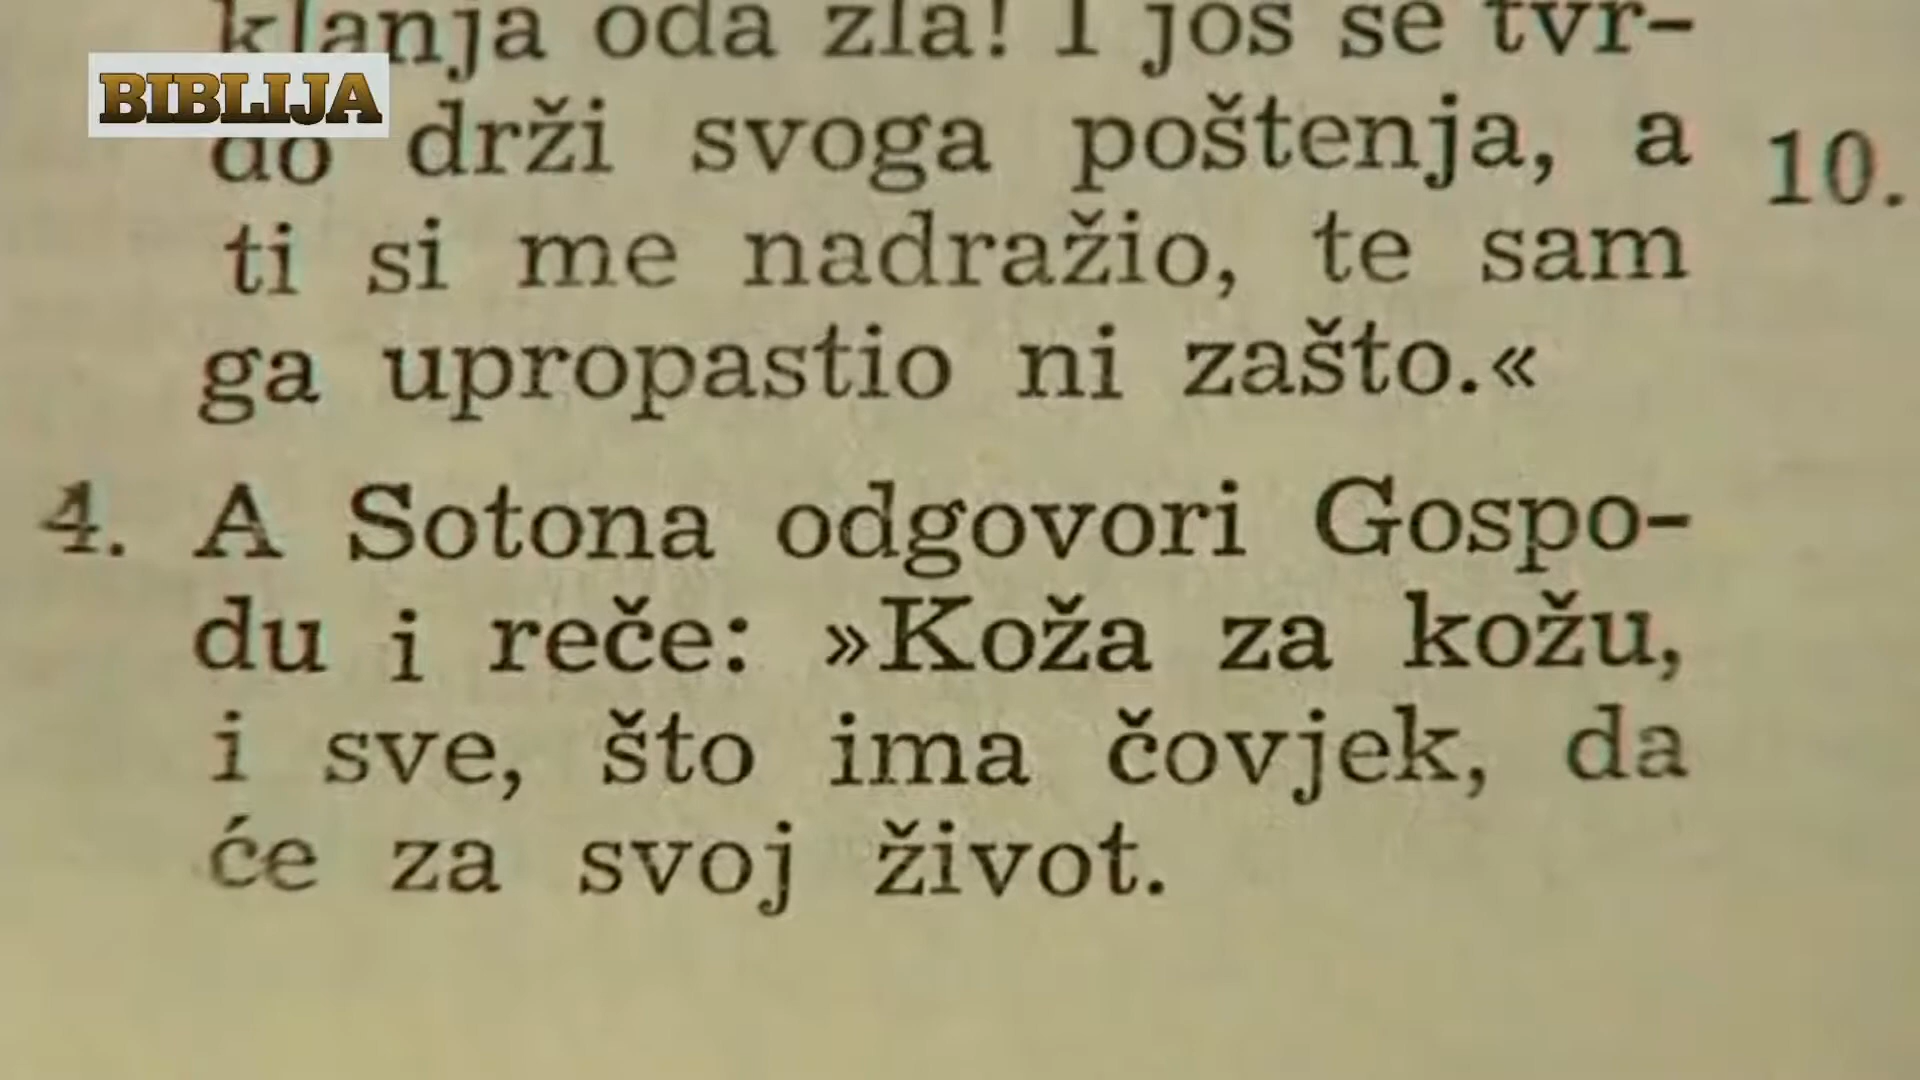 klanja oda zla! I još se tvr-
BIBLIJA
do drži svoga poštenja, a
10.
ti si me nadražio, te sam
ga upropastio ni zašto.«
4. A Sotona odgovori Gospo-
du i reče: »Koža za kožu,
i sve, što ima čovjek, da
će za svoj život.